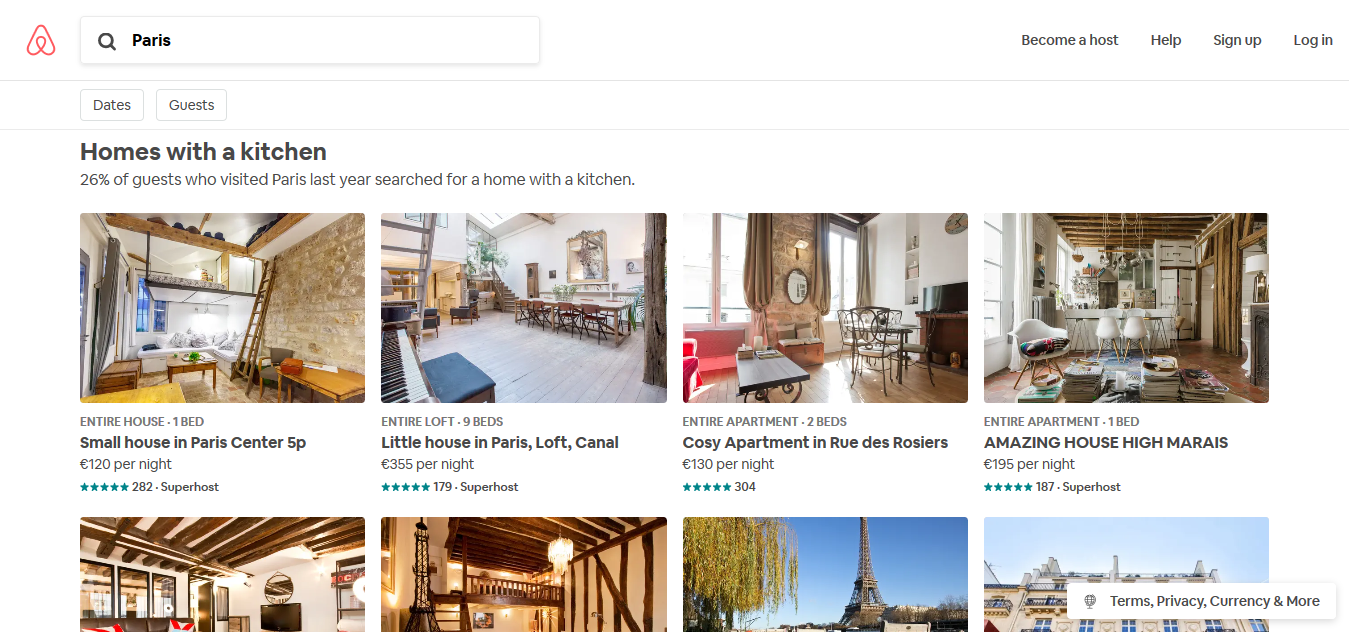 Paris
Become a host
Help
Sign up
Log in
Dates
Guests
Homes with a kitchen
26% of guests who visited Paris last year searched for a home with a kitchen.
ENTIRE HOUSE · 1 BED
Small house in Paris Center 5p
€120 per night
★★★★★ 282 · Superhost
ENTIRE LOFT · 9 BEDS
Little house in Paris, Loft, Canal
€355 per night
★★★★★ 179 · Superhost
ENTIRE APARTMENT · 2 BEDS
Cosy Apartment in Rue des Rosiers
€130 per night
★★★★★ 304
ENTIRE APARTMENT · 1 BED
AMAZING HOUSE HIGH MARAIS
€195 per night
★★★★★ 187 · Superhost
Terms, Privacy, Currency & More